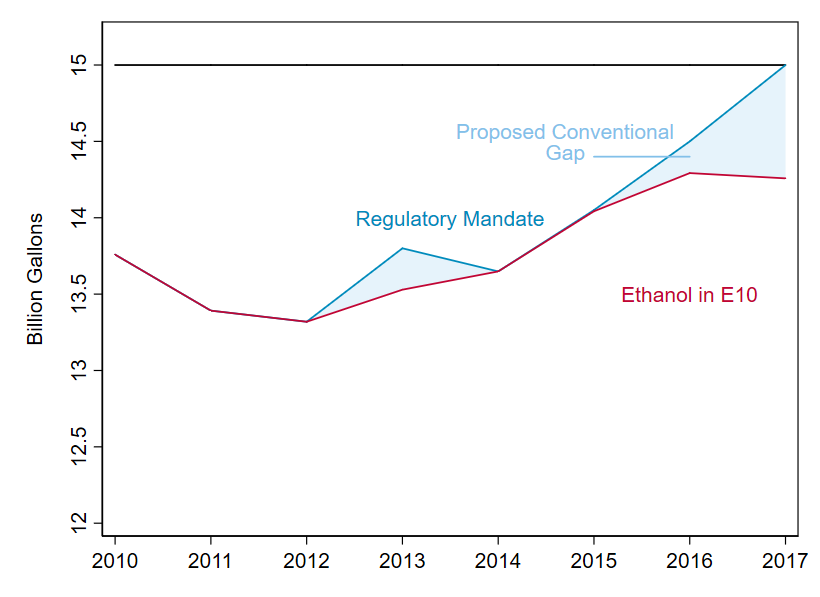 15
14.5
14
13.5
13
12.5
12
Billion Gallons
Proposed Conventional
Gap
Regulatory Mandate
Ethanol in E10
2010 2011 2012 2013 2014 2015 2016 2017